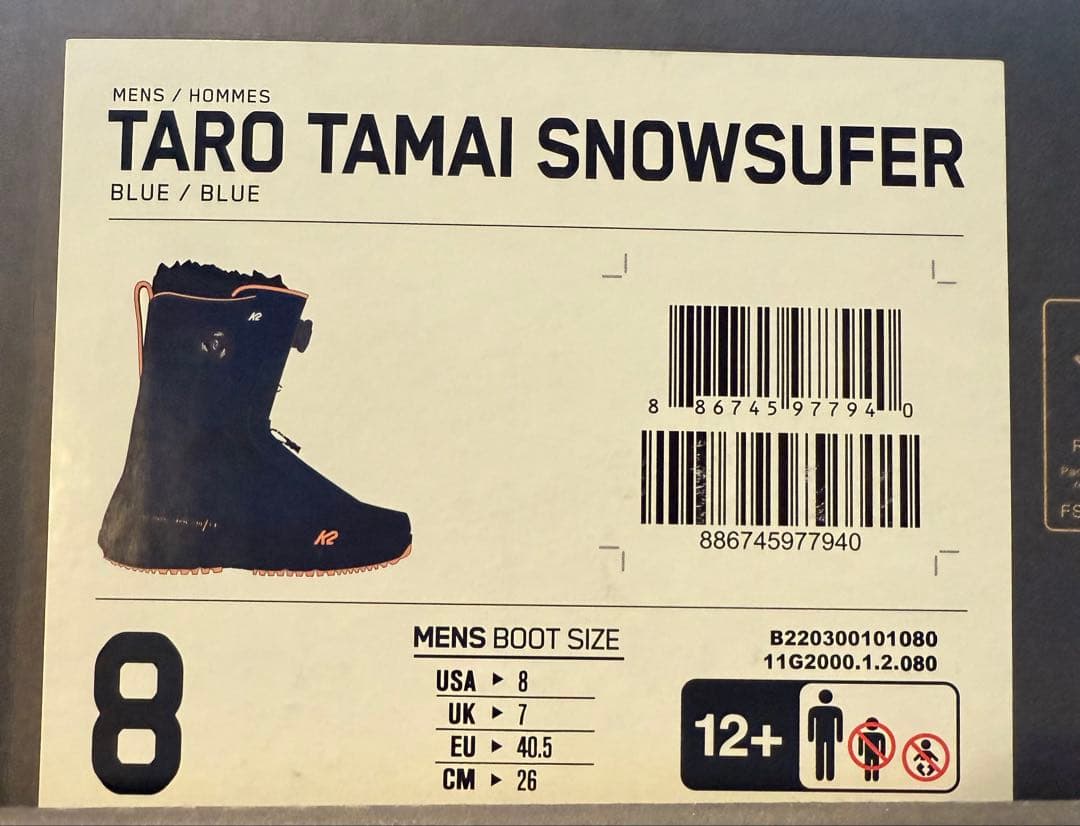 MENS / HOMMES
TARO TAMAI SNOWSUFER
BLUE / BLUE
K2
K2
8 86745 97794 0
886745977940
8
MENS BOOT SIZE
USA ▶ 8
UK ▶ 7
EU ▶ 40.5
CM ▶ 26
B220300101080
11G2000.1.2.080
12+